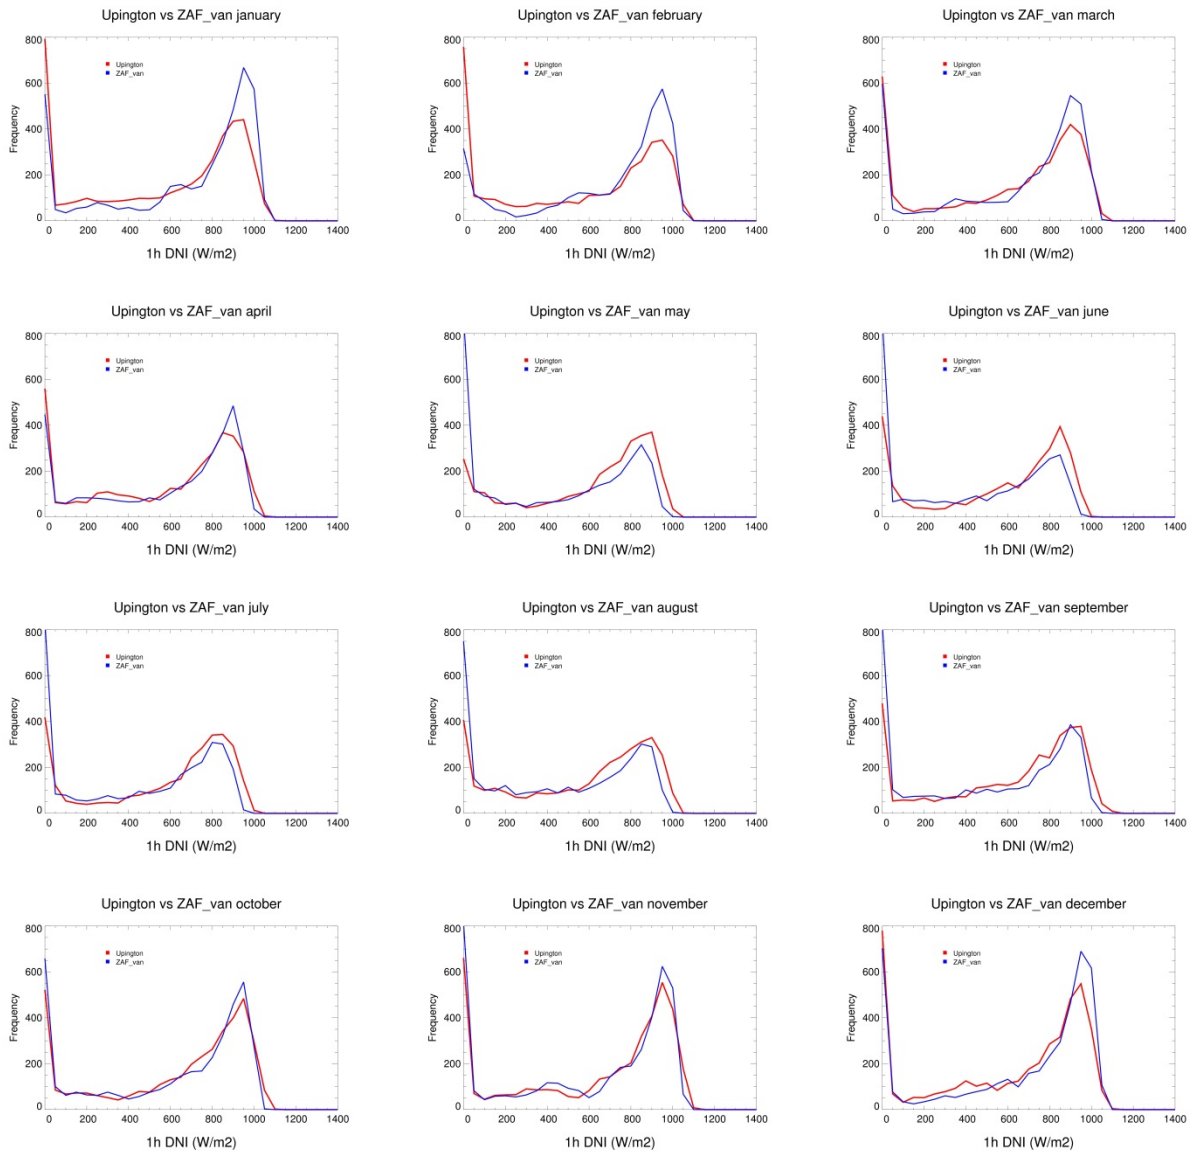 Upington vs ZAF_van january
800
600
400
200
0
Frequency
Upington
ZAF_van
0 200 400 600 800 1000 1200 1400
1h DNI (W/m2)
Upington vs ZAF_van february
800
600
400
200
0
Frequency
Upington
ZAF_van
0 200 400 600 800 1000 1200 1400
1h DNI (W/m2)
Upington vs ZAF_van march
800
600
400
200
0
Frequency
Upington
ZAF_van
0 200 400 600 800 1000 1200 1400
1h DNI (W/m2)
Upington vs ZAF_van april
800
600
400
200
0
Frequency
Upington
ZAF_van
0 200 400 600 800 1000 1200 1400
1h DNI (W/m2)
Upington vs ZAF_van may
800
600
400
200
0
Frequency
Upington
ZAF_van
0 200 400 600 800 1000 1200 1400
1h DNI (W/m2)
Upington vs ZAF_van june
800
600
400
200
0
Frequency
Upington
ZAF_van
0 200 400 600 800 1000 1200 1400
1h DNI (W/m2)
Upington vs ZAF_van july
800
600
400
200
0
Frequency
Upington
ZAF_van
0 200 400 600 800 1000 1200 1400
1h DNI (W/m2)
Upington vs ZAF_van august
800
600
400
200
0
Frequency
Upington
ZAF_van
0 200 400 600 800 1000 1200 1400
1h DNI (W/m2)
Upington vs ZAF_van september
800
600
400
200
0
Frequency
Upington
ZAF_van
0 200 400 600 800 1000 1200 1400
1h DNI (W/m2)
Upington vs ZAF_van october
800
600
400
200
0
Frequency
Upington
ZAF_van
0 200 400 600 800 1000 1200 1400
1h DNI (W/m2)
Upington vs ZAF_van november
800
600
400
200
0
Frequency
Upington
ZAF_van
0 200 400 600 800 1000 1200 1400
1h DNI (W/m2)
Upington vs ZAF_van december
800
600
400
200
0
Frequency
Upington
ZAF_van
0 200 400 600 800 1000 1200 1400
1h DNI (W/m2)